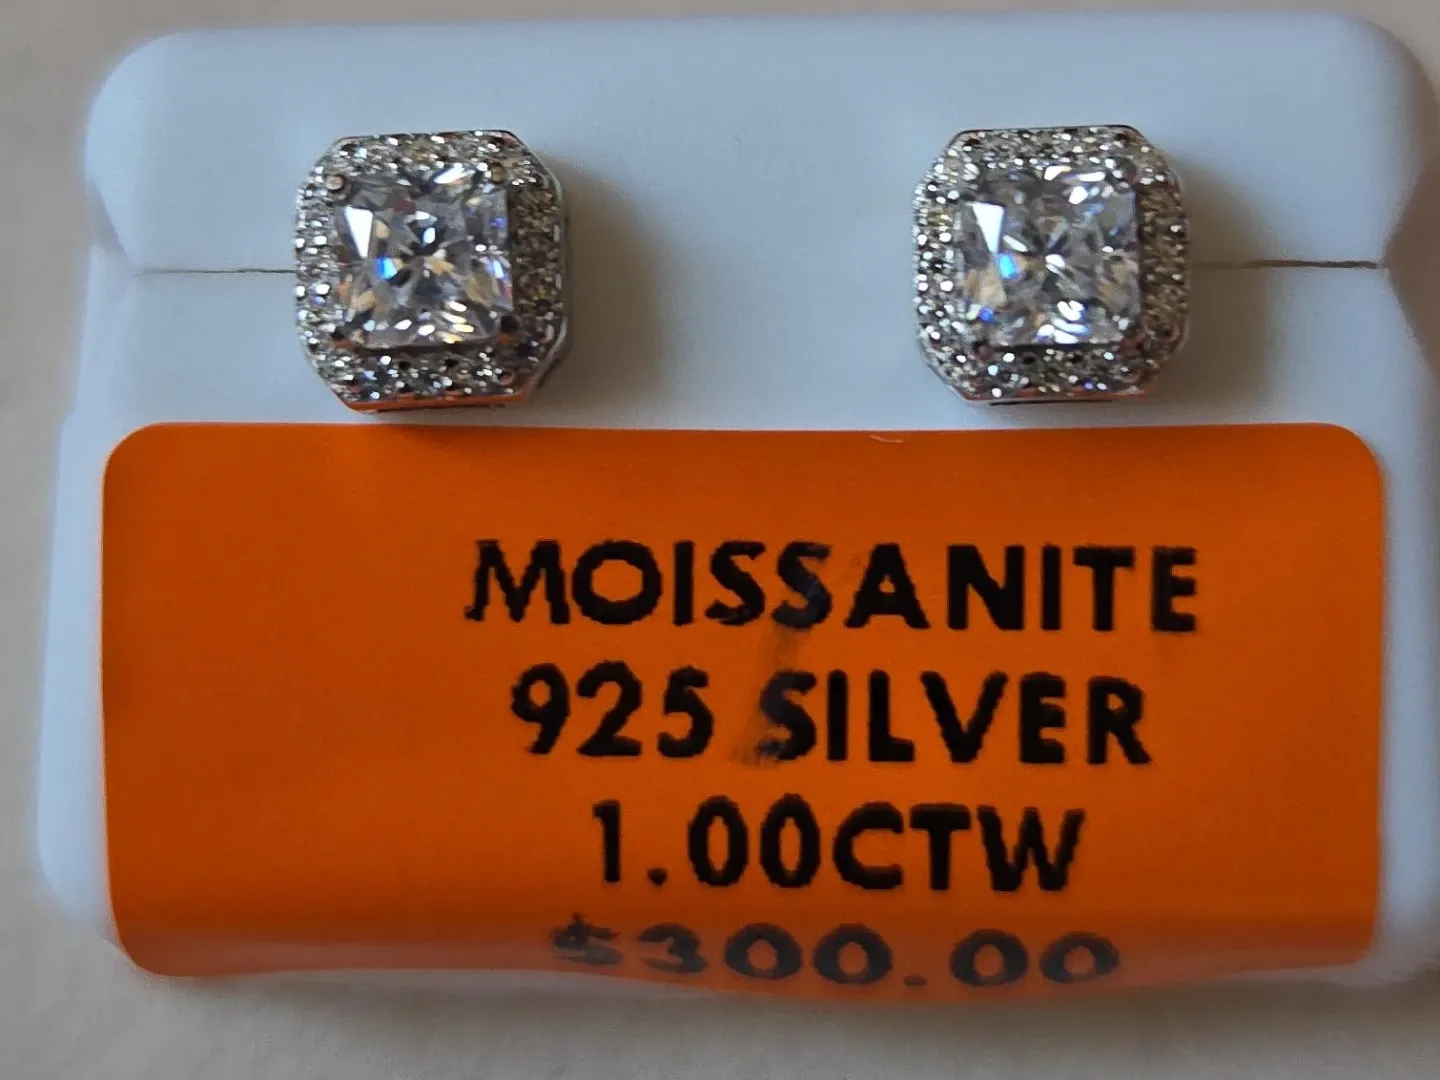 MOISSANITE
925 SILVER
1.00CTW
$300.00